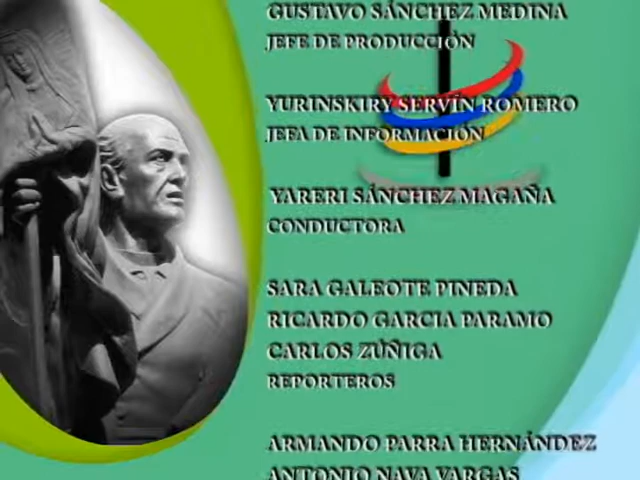 GUSTAVO SÁNCHEZ MEDINA
JEFE DE PRODUCCIÓN
YURINSKIRY SERVÍN ROMERO
JEFA DE INFORMACIÓN
YARERI SÁNCHEZ MAGAÑA
CONDUCTORA
SARA GALEOTE PINEDA
RICARDO GARCIA PARAMO
CARLOS ZÚÑIGA
REPORTEROS
ARMANDO PARRA HERNÁNDEZ
ANTONIO NAVA VARGAS